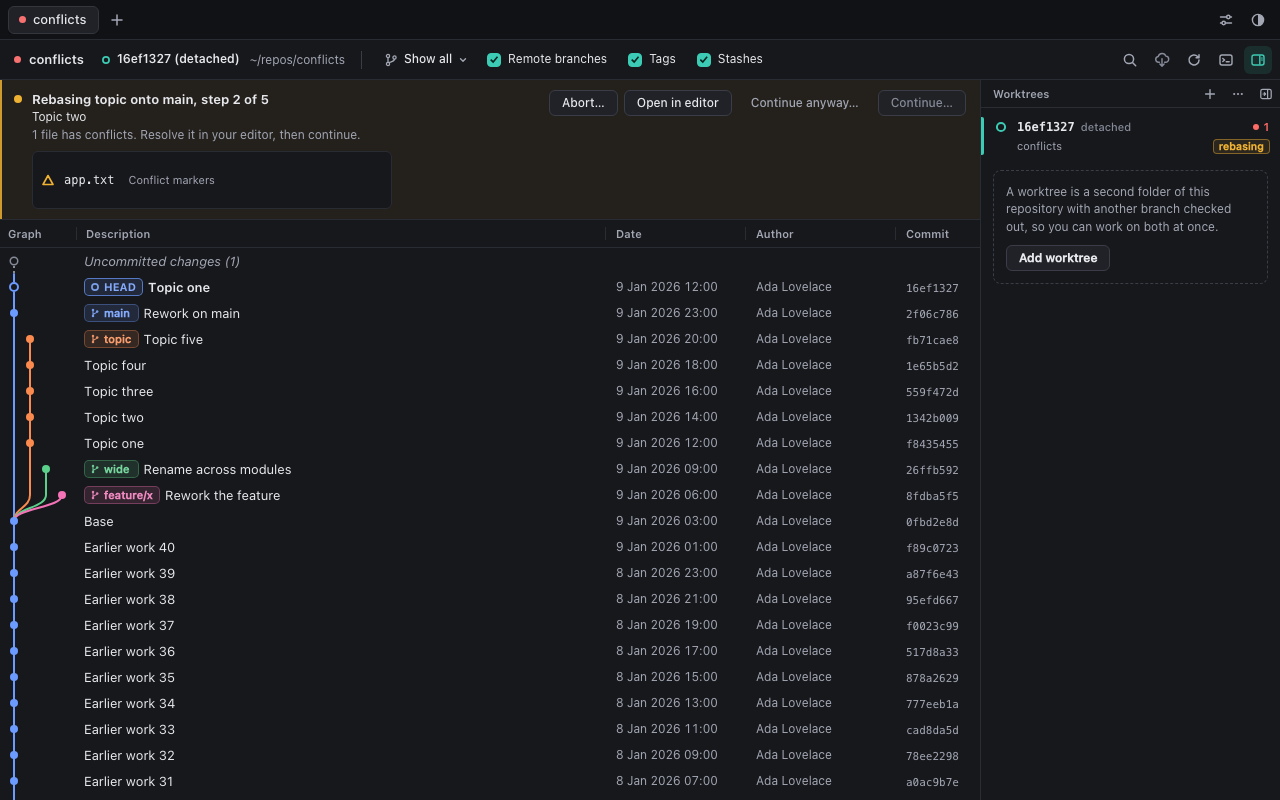 conflicts
conflicts 16ef1327 (detached) ~/repos/conflicts Show all Remote branches Tags Stashes
Rebasing topic onto main, step 2 of 5
Topic two
1 file has conflicts. Resolve it in your editor, then continue.
Abort... Open in editor Continue anyway... Continue...
app.txt Conflict markers
Graph Description Date Author Commit
Uncommitted changes (1)
HEAD Topic one 9 Jan 2026 12:00 Ada Lovelace 16ef1327
main Rework on main 9 Jan 2026 23:00 Ada Lovelace 2f06c786
topic Topic five 9 Jan 2026 20:00 Ada Lovelace fb71cae8
Topic four 9 Jan 2026 18:00 Ada Lovelace 1e65b5d2
Topic three 9 Jan 2026 16:00 Ada Lovelace 559f472d
Topic two 9 Jan 2026 14:00 Ada Lovelace 1342b009
Topic one 9 Jan 2026 12:00 Ada Lovelace f8435455
wide Rename across modules 9 Jan 2026 09:00 Ada Lovelace 26ffb592
feature/x Rework the feature 9 Jan 2026 06:00 Ada Lovelace 8fdba5f5
Base 9 Jan 2026 03:00 Ada Lovelace 0fbd2e8d
Earlier work 40 9 Jan 2026 01:00 Ada Lovelace f89c0723
Earlier work 39 8 Jan 2026 23:00 Ada Lovelace a87f6e43
Earlier work 38 8 Jan 2026 21:00 Ada Lovelace 95efd667
Earlier work 37 8 Jan 2026 19:00 Ada Lovelace f0023c99
Earlier work 36 8 Jan 2026 17:00 Ada Lovelace 517d8a33
Earlier work 35 8 Jan 2026 15:00 Ada Lovelace 878a2629
Earlier work 34 8 Jan 2026 13:00 Ada Lovelace 777eeb1a
Earlier work 33 8 Jan 2026 11:00 Ada Lovelace cad8da5d
Earlier work 32 8 Jan 2026 09:00 Ada Lovelace 78ee2298
Earlier work 31 8 Jan 2026 07:00 Ada Lovelace a0ac9b7e
Worktrees
16ef1327 detached 1
conflicts rebasing
A worktree is a second folder of this
repository with another branch checked
out, so you can work on both at once.
Add worktree